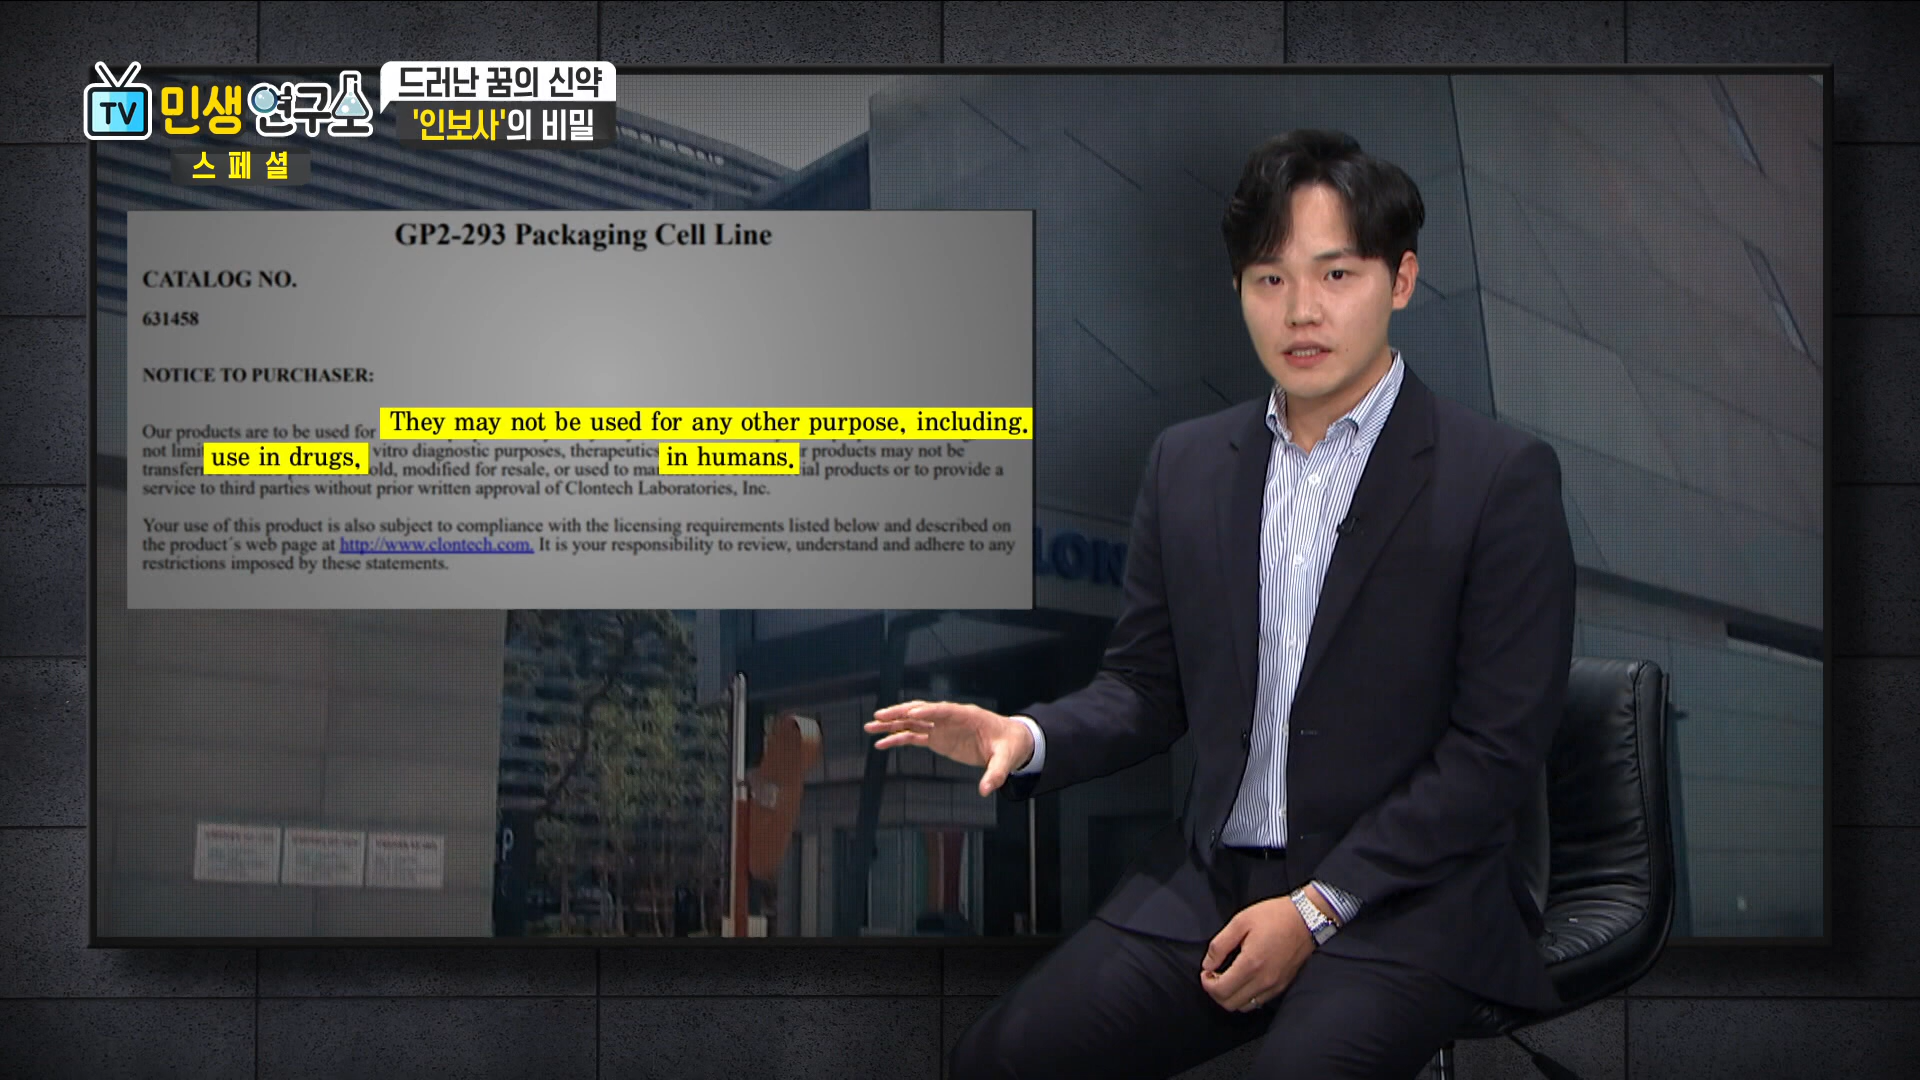 TV 민생연구소
스페셜
드러난 꿈의 신약
'인보사'의 비밀
GP2-293 Packaging Cell Line
CATALOG NO.
631458
NOTICE TO PURCHASER:
Our products are to be used for They may not be used for any other purpose, including.
not use in drugs, vitro diagnostic purposes, therapeutics in humans. products may not be
transfer old, modified for resale, or used to products or to provide a
service to third parties without prior written approval of Clontech Laboratories, Inc.
Your use of this product is also subject to compliance with the licensing requirements listed below and described on
the product's web page at http://www.clontech.com. It is your responsibility to review, understand and adhere to any
restrictions imposed by these statements.